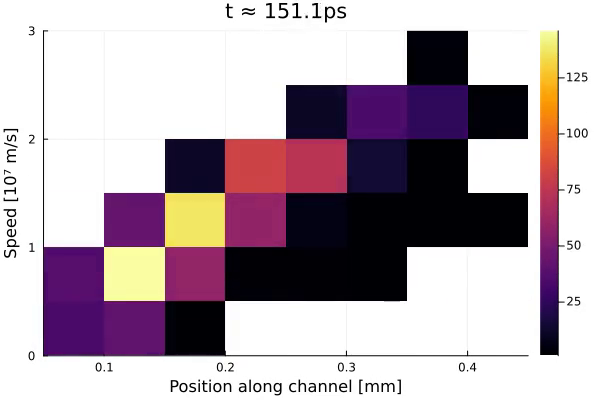 t ≈ 151.1ps
3
2
1
0
Speed [10⁷ m/s]
0.1 0.2 0.3 0.4
Position along channel [mm]
125
100
75
50
25